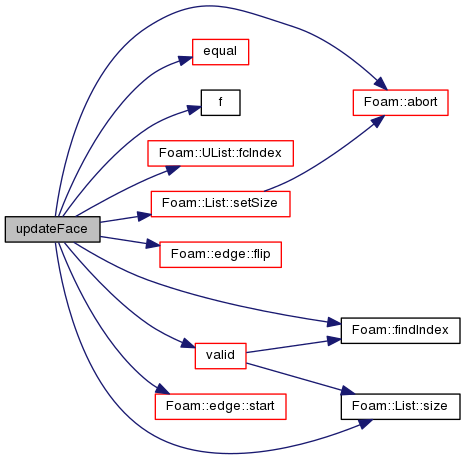 equal
Foam::abort
f
Foam::UList::fcIndex
Foam::List::setSize
updateFace
Foam::edge::flip
Foam::findIndex
valid
Foam::edge::start
Foam::List::size